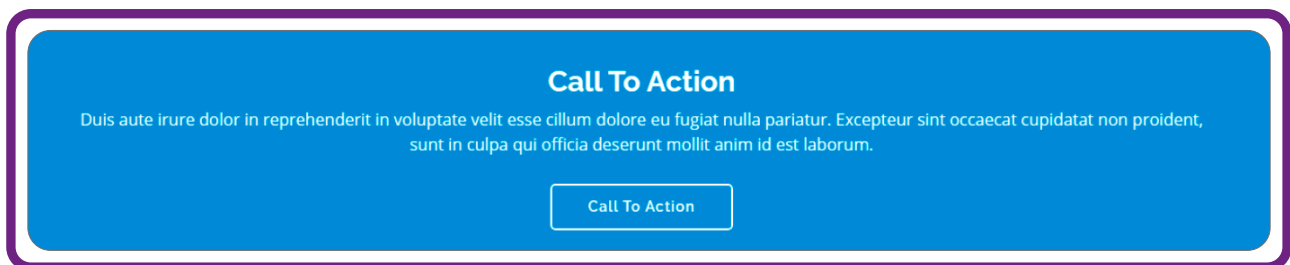 Call To Action
Duis aute irure dolor in reprehenderit in voluptate velit esse cillum dolore eu fugiat nulla pariatur. Excepteur sint occaecat cupidatat non proident,
sunt in culpa qui officia deserunt mollit anim id est laborum.
Call To Action